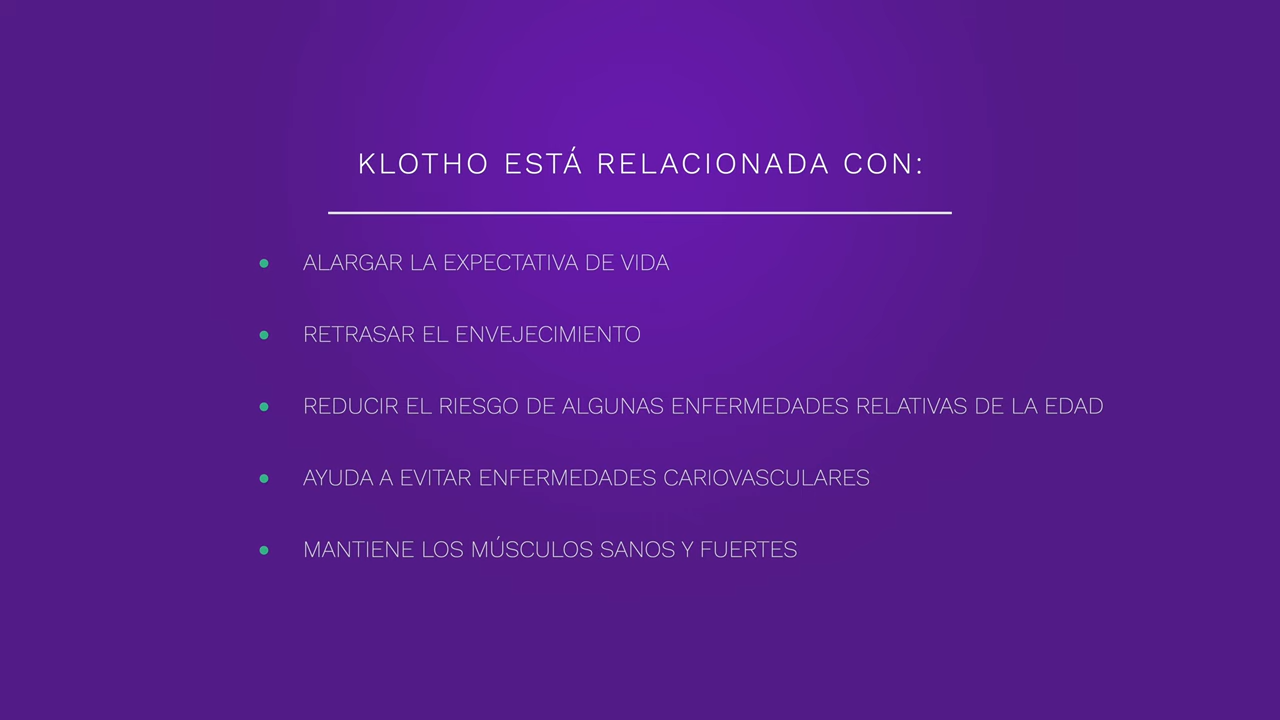 KLOTHO ESTÁ RELACIONADA CON:
ALARGAR LA EXPECTATIVA DE VIDA
RETRASAR EL ENVEJECIMIENTO
REDUCIR EL RIESGO DE ALGUNAS ENFERMEDADES RELATIVAS DE LA EDAD
AYUDA A EVITAR ENFERMEDADES CARIOVASCULARES
MANTIENE LOS MÚSCULOS SANOS Y FUERTES